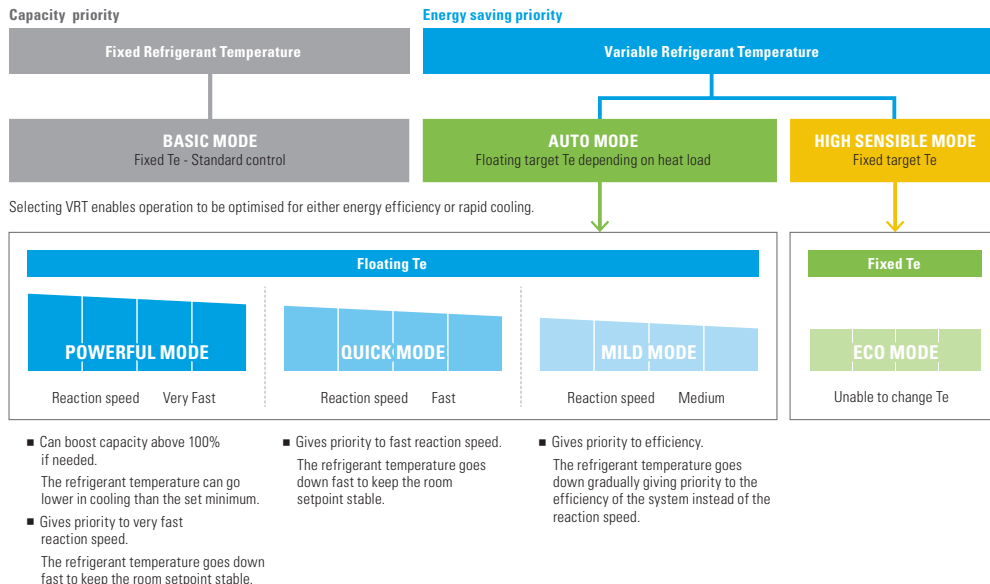 Capacity priority
Energy saving priority
Fixed Refrigerant Temperature
Variable Refrigerant Temperature
BASIC MODE
Fixed Te - Standard control
AUTO MODE
Floating target Te depending on heat load
HIGH SENSIBLE MODE
Fixed target Te
Selecting VRT enables operation to be optimised for either energy efficiency or rapid cooling.
Floating Te
POWERFUL MODE
Reaction speed Very Fast
QUICK MODE
Reaction speed Fast
MILD MODE
Reaction speed Medium
Fixed Te
ECO MODE
Unable to change Te
■ Can boost capacity above 100%
if needed.
The refrigerant temperature can go
lower in cooling than the set minimum.
■ Gives priority to very fast
reaction speed.
The refrigerant temperature goes down
fast to keep the room setpoint stable.
■ Gives priority to fast reaction speed.
The refrigerant temperature goes
down fast to keep the room
setpoint stable.
■ Gives priority to efficiency.
The refrigerant temperature goes
down gradually giving priority to the
efficiency of the system instead of the
reaction speed.